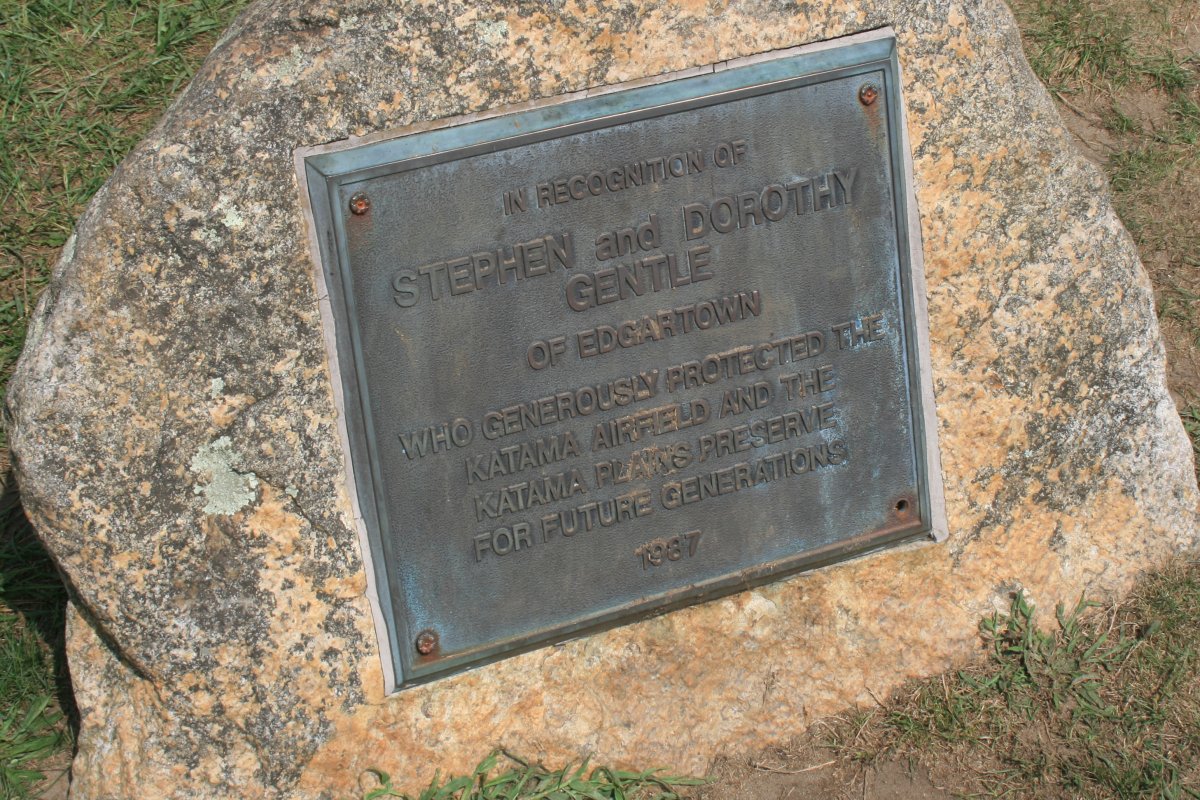 IN RECOGNITION OF
STEPHEN and DOROTHY
GENTLE
OF EDGARTOWN
WHO GENEROUSLY PROTECTED THE
KATAMA AIRFIELD AND THE
KATAMA PLAINS PRESERVE
FOR FUTURE GENERATIONS
1987